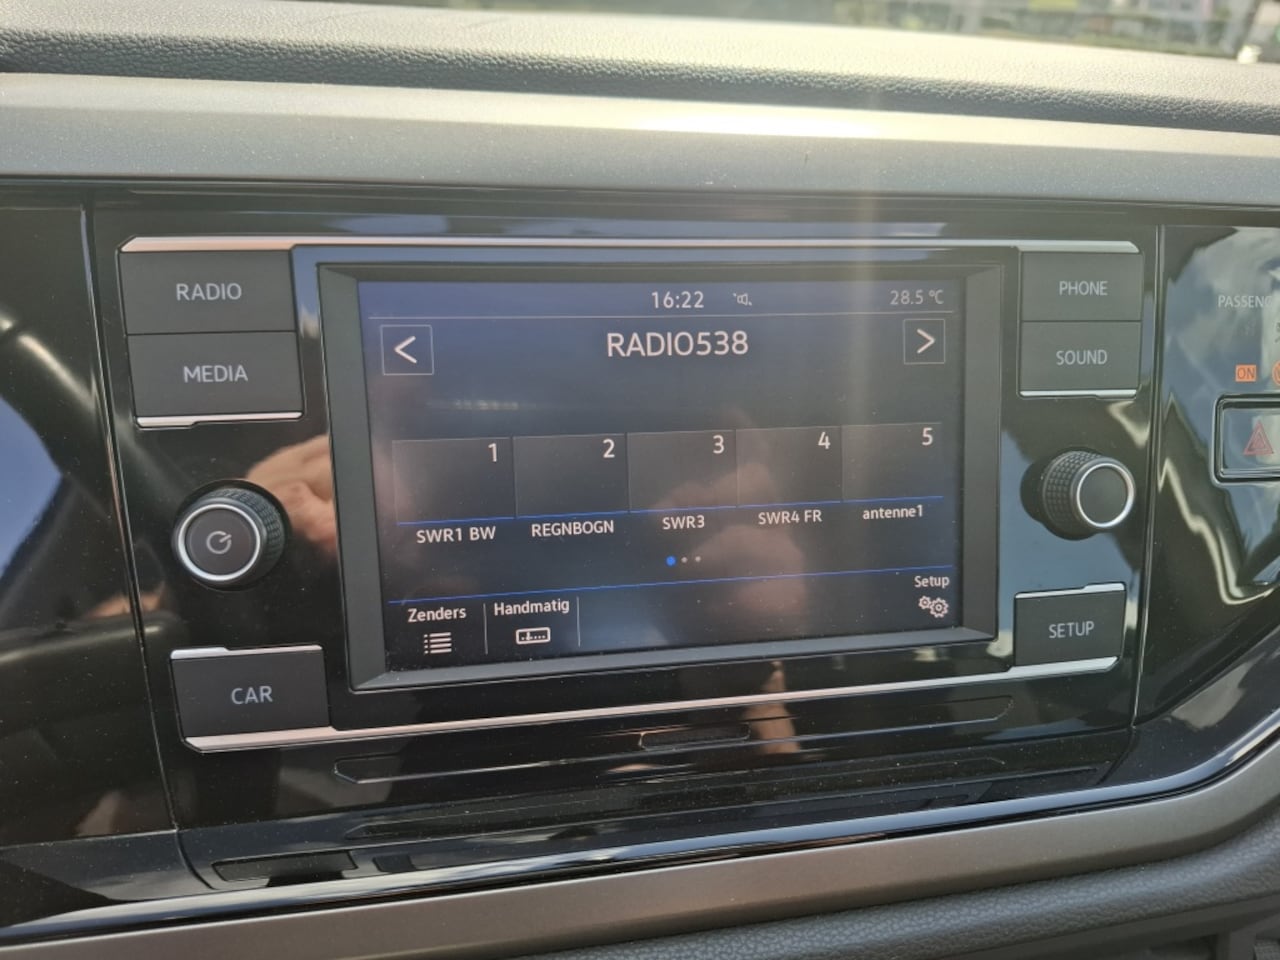 RADIO
MEDIA
CAR
16:22
28.5 °C
<
RADIO538
>
1
2
3
4
5
SWR1 BW
REGNBOGN
SWR3
SWR4 FR
antenne1
Zenders
Handmatig
Setup
PHONE
SOUND
SETUP
ON